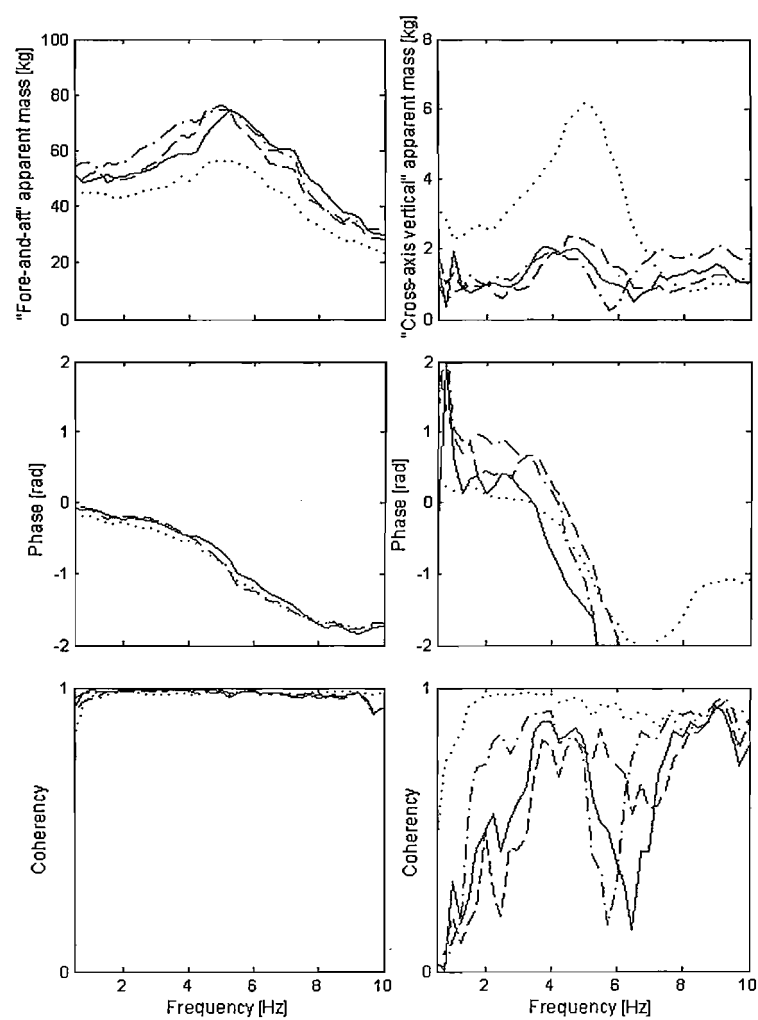 "Fore-and-aft" apparent mass [kg]
100
80
60
40
20
0
"Cross-axis vertical" apparent mass [kg]
8
6
4
2
0
Phase [rad]
2
1
0
-1
-2
Phase [rad]
2
1
0
-1
-2
Coherency
1
0
2 4 6 8 10
Frequency [Hz]
Coherency
1
0
2 4 6 8 10
Frequency [Hz]